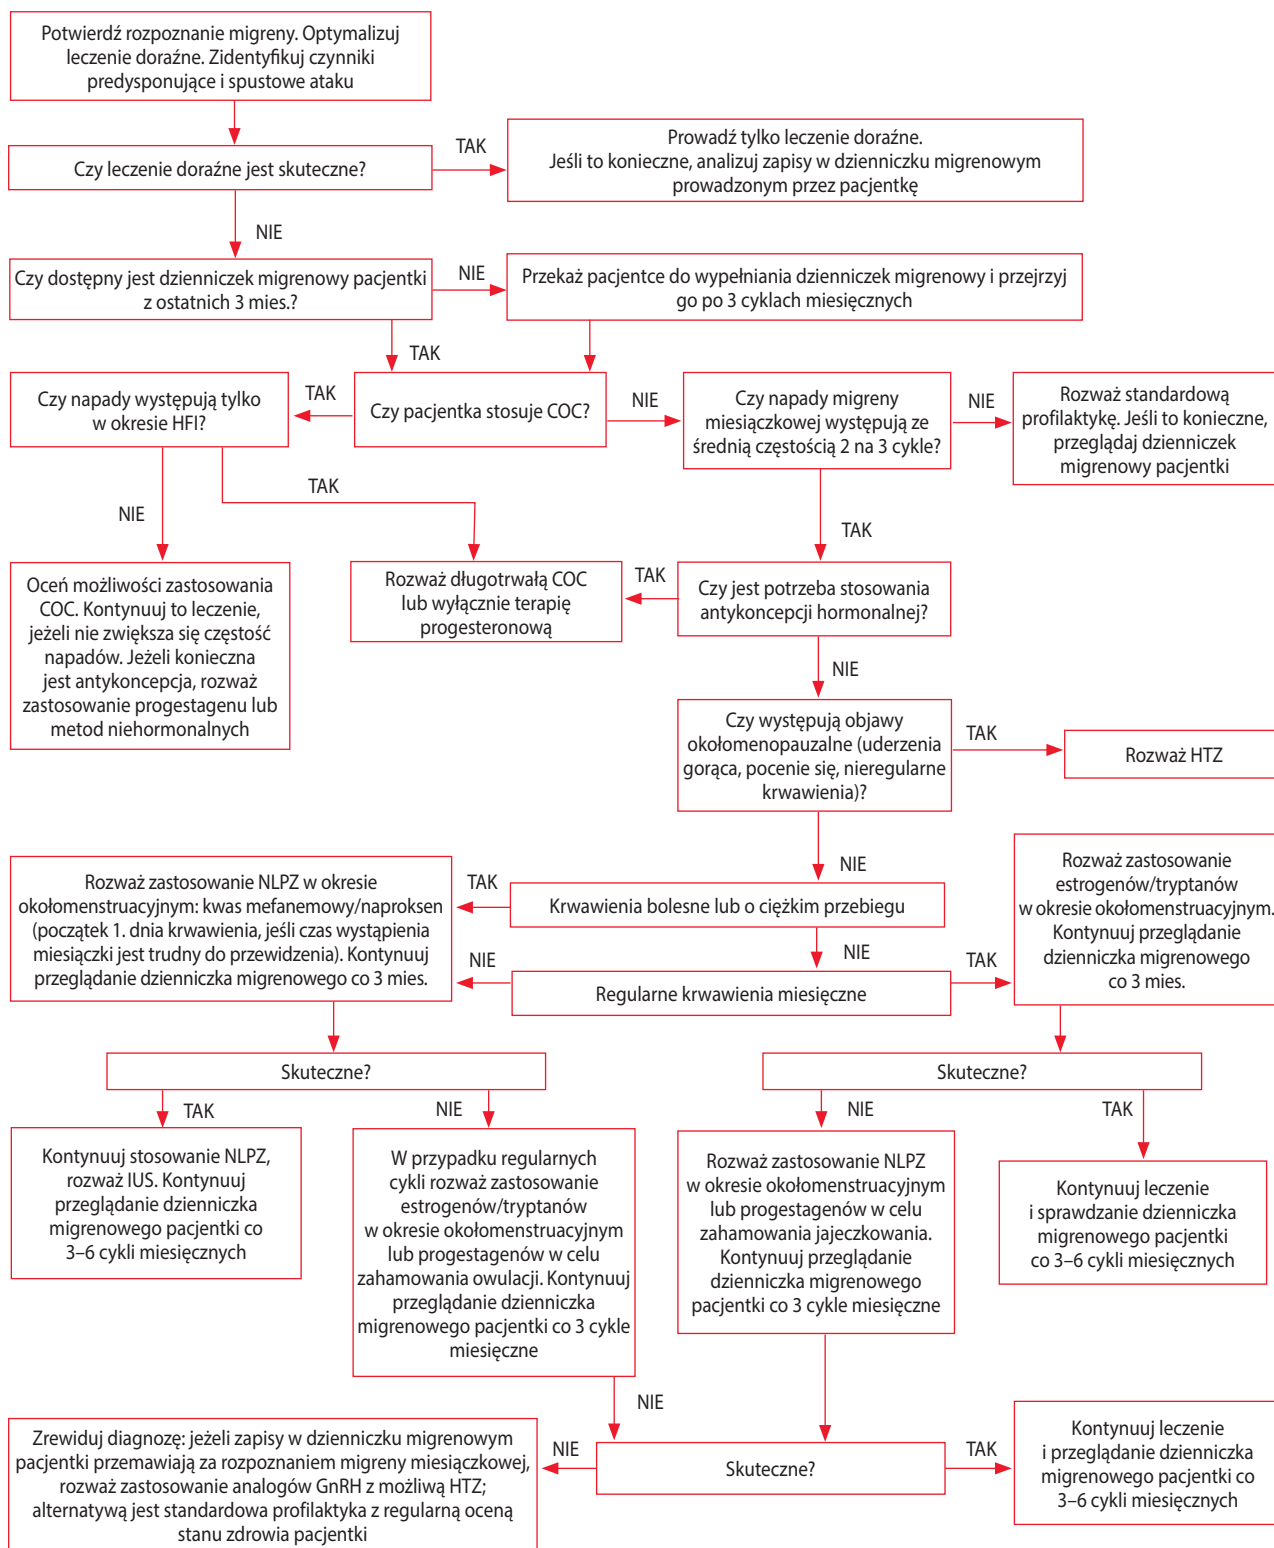 Potwierdź rozpoznanie migreny. Optymalizuj
leczenie doraźne. Zidentyfikuj czynniki
predysponujące i spustowe ataku
Czy leczenie doraźne jest skuteczne?
TAK
Prowadź tylko leczenie doraźne.
Jeśli to konieczne, analizuj zapisy w dzienniczku migrenowym
prowadzonym przez pacjentkę
NIE
Czy dostępny jest dzienniczek migrenowy pacjentki
z ostatnich 3 mies.?
NIE
Przekaż pacjentce do wypełniania dzienniczek migrenowy i przejrzyj
go po 3 cyklach miesięcznych
TAK
Czy napady występują tylko
w okresie HFI?
TAK
Czy pacjentka stosuje COC?
NIE
Czy napady migreny
miesiączkowej występują ze
średnią częstością 2 na 3 cykle?
NIE
Rozważ standardową
profilaktykę. Jeśli to konieczne,
przeglądaj dzienniczek
migrenowy pacjentki
TAK
NIE
TAK
Oceń możliwości zastosowania
COC. Kontynuuj to leczenie,
jeżeli nie zwiększa się częstość
napadów. Jeżeli konieczna
jest antykoncepcja, rozważ
zastosowanie progestagenu lub
metod niehormonalnych
Rozważ długotrwałą COC
lub wyłącznie terapię
progesteronową
TAK
Czy jest potrzeba stosowania
antykoncepcji hormonalnej?
NIE
Czy występują objawy
okołomenopauzalne (uderzenia
gorąca, pocenie się, nieregularne
krwawienia)?
TAK
Rozważ HTZ
NIE
Rozważ zastosowanie NLPZ w okresie
okołomenstruacyjnym: kwas mefanemowy/naproksen
(początek 1. dnia krwawienia, jeśli czas wystąpienia
miesiączki jest trudny do przewidzenia). Kontynuuj
przeglądanie dzienniczka migrenowego co 3 mies.
TAK
Krwawienia bolesne lub o ciężkim przebiegu
NIE
NIE
Regularne krwawienia miesięczne
TAK
Rozważ zastosowanie
estrogenów/tryptanów
w okresie okołomenstruacyjnym.
Kontynuuj przeglądanie
dzienniczka migrenowego
co 3 mies.
Skuteczne?
Skuteczne?
TAK
NIE
NIE
TAK
Kontynuuj stosowanie NLPZ,
rozważ IUS. Kontynuuj
przeglądanie dzienniczka
migrenowego pacjentki co
3–6 cykli miesięcznych
W przypadku regularnych
cykli rozważ zastosowanie
estrogenów/tryptanów
w okresie okołomenstruacyjnym
lub progestagenów w celu
zahamowania owulacji. Kontynuuj
przeglądanie dzienniczka
migrenowego pacjentki co 3 cykle
miesięczne
Rozważ zastosowanie NLPZ
w okresie okołomenstruacyjnym
lub progestagenów w celu
zahamowania jajeczkowania.
Kontynuuj przeglądanie
dzienniczka migrenowego
pacjentki co 3 cykle miesięczne
Kontynuuj leczenie
i sprawdzanie dzienniczka
migrenowego pacjentki
co 3–6 cykli miesięcznych
NIE
Zrewiduj diagnozę: jeżeli zapisy w dzienniczku migrenowym
pacjentki przemawiają za rozpoznaniem migreny miesiączkowej,
rozważ zastosowanie analogów GnRH z możliwą HTZ;
alternatywą jest standardowa profilaktyka z regularną oceną
stanu zdrowia pacjentki
NIE
Skuteczne?
TAK
Kontynuuj leczenie
i przeglądanie dzienniczka
migrenowego pacjentki co
3–6 cykli miesięcznych